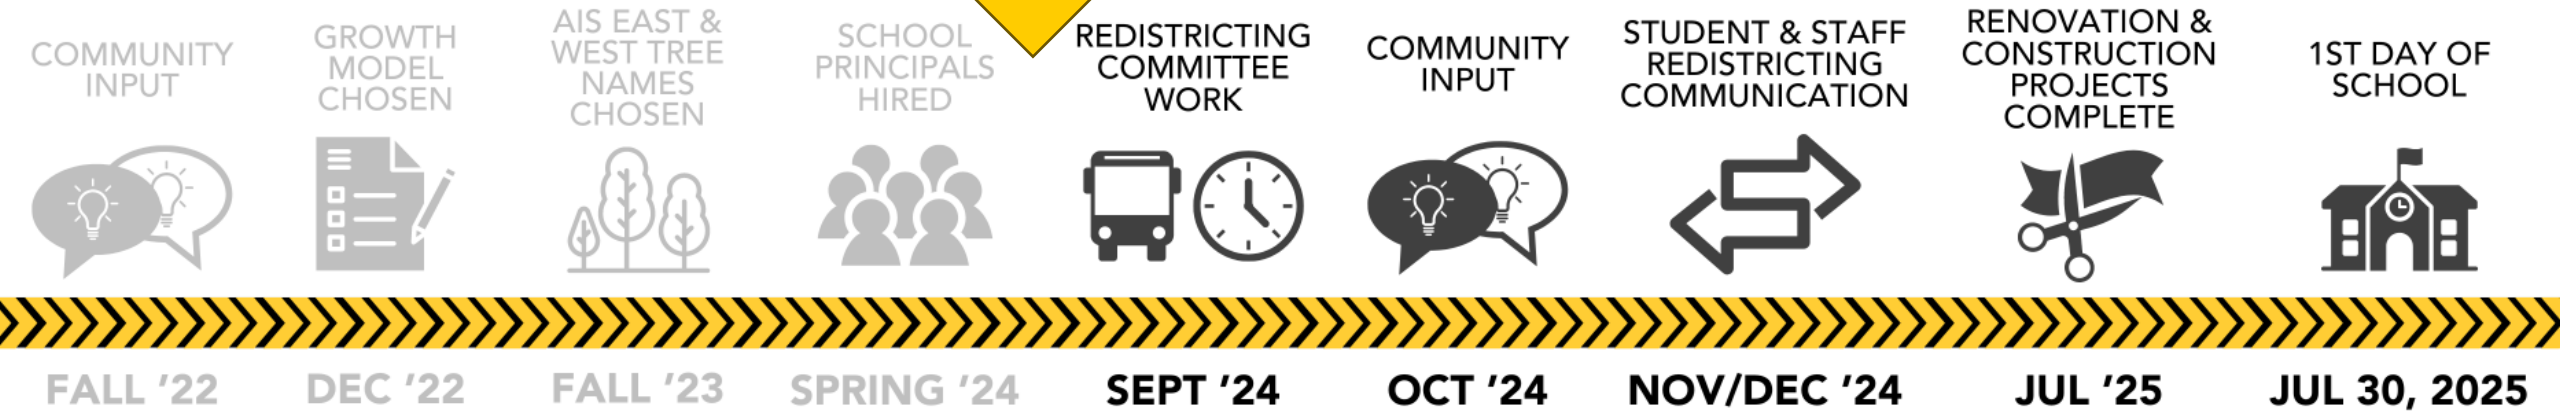 COMMUNITY
INPUT
GROWTH
MODEL
CHOSEN
AIS EAST &
WEST TREE
NAMES
CHOSEN
SCHOOL
PRINCIPALS
HIRED
REDISTRICTING
COMMITTEE
WORK
COMMUNITY
INPUT
STUDENT & STAFF
REDISTRICTING
COMMUNICATION
RENOVATION &
CONSTRUCTION
PROJECTS
COMPLETE
1ST DAY OF
SCHOOL
FALL '22
DEC '22
FALL '23
SPRING '24
SEPT '24
OCT '24
NOV/DEC '24
JUL '25
JUL 30, 2025